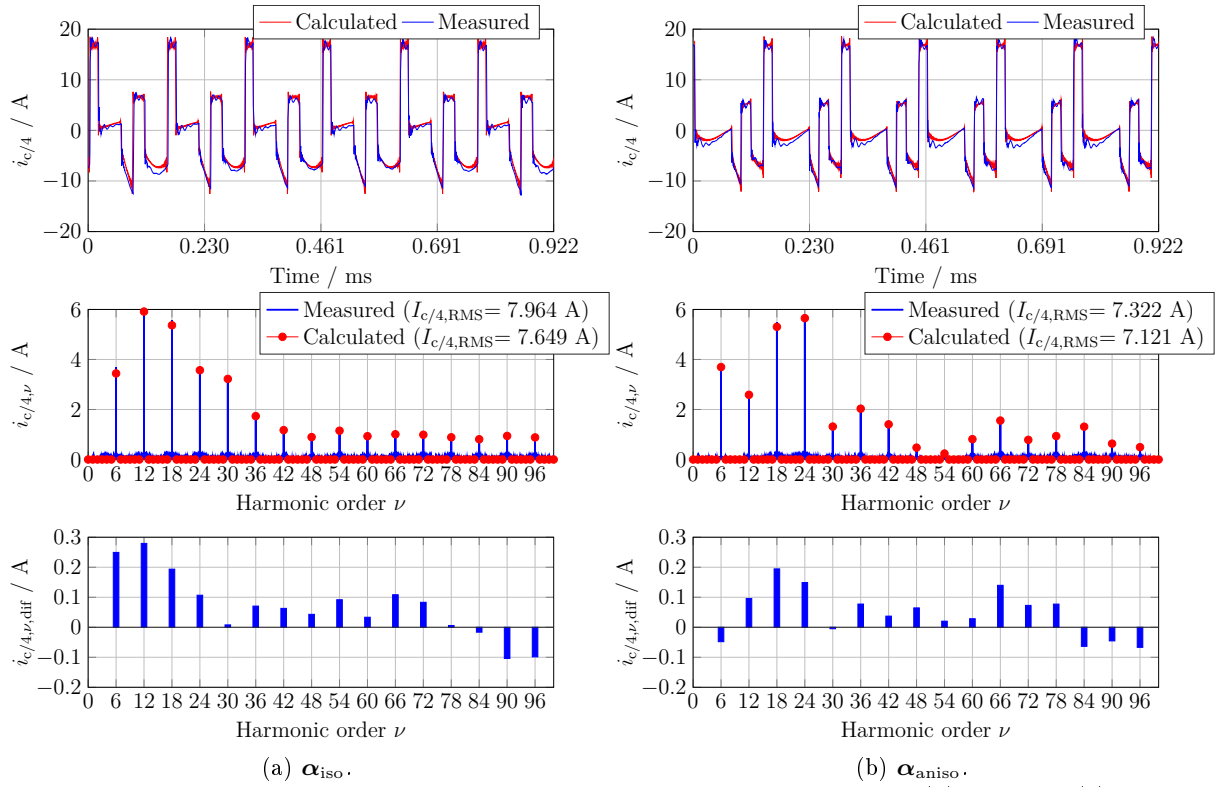 Calculated Measured
20
10
0
−10
−20
i_c/4 / A
0 0.230 0.461 0.691 0.922
Time / ms
Calculated Measured
20
10
0
−10
−20
i_c/4 / A
0 0.230 0.461 0.691 0.922
Time / ms
Measured (I_c/4,RMS= 7.964 A)
Calculated (I_c/4,RMS= 7.649 A)
6
4
2
0
i_c/4,ν / A
0 6 12 18 24 30 36 42 48 54 60 66 72 78 84 90 96
Harmonic order ν
Measured (I_c/4,RMS= 7.322 A)
Calculated (I_c/4,RMS= 7.121 A)
6
4
2
0
i_c/4,ν / A
0 6 12 18 24 30 36 42 48 54 60 66 72 78 84 90 96
Harmonic order ν
0.3
0.2
0.1
0
−0.1
−0.2
i_c/4,ν,dif / A
0 6 12 18 24 30 36 42 48 54 60 66 72 78 84 90 96
Harmonic order ν
0.3
0.2
0.1
0
−0.1
−0.2
i_c/4,ν,dif / A
0 6 12 18 24 30 36 42 48 54 60 66 72 78 84 90 96
Harmonic order ν
(a) α_iso.
(b) α_aniso.